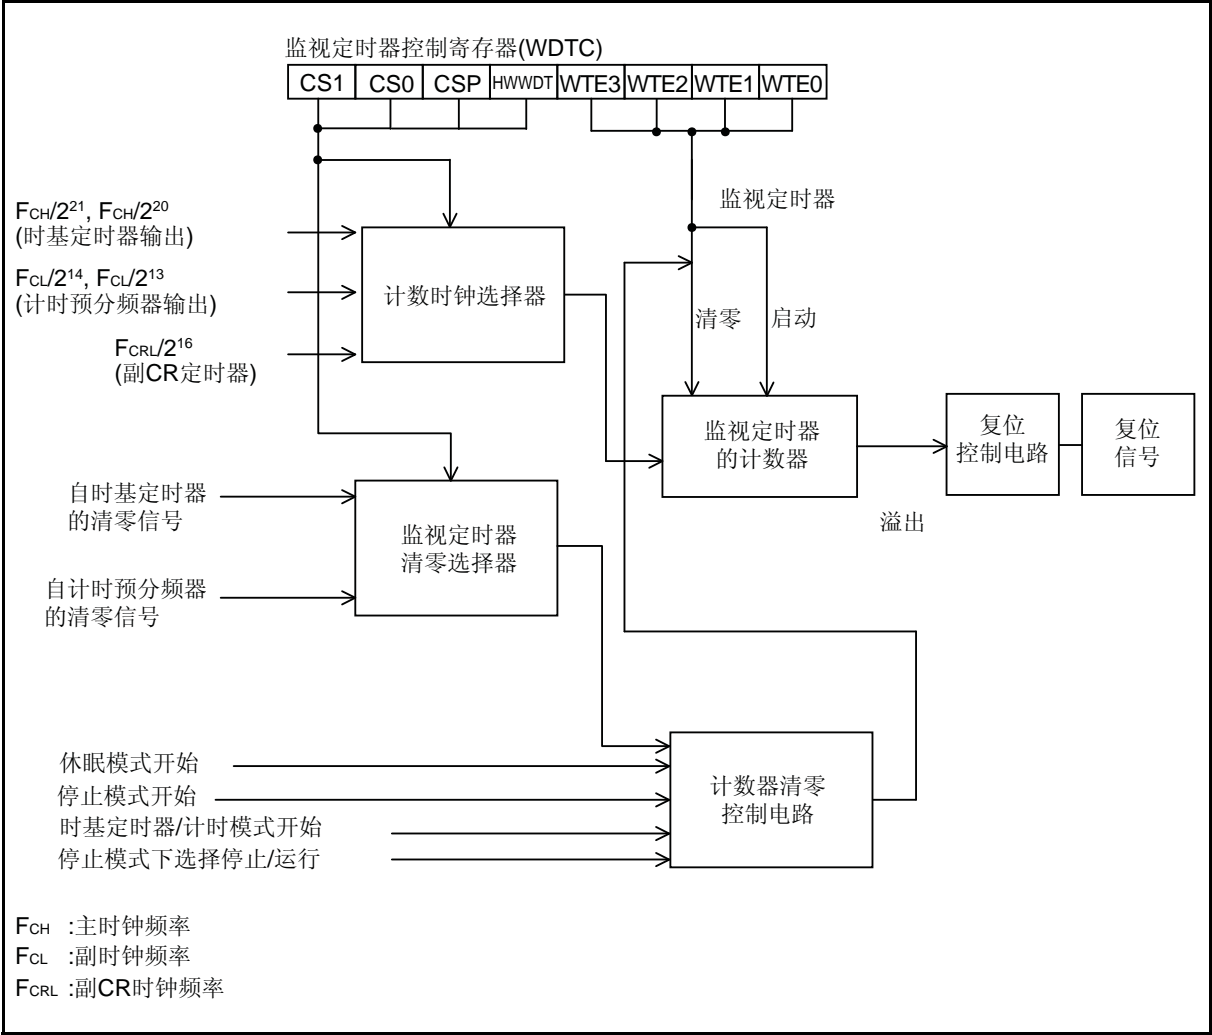 监视定时器控制寄存器(WDTC)
CS1 CS0 CSP HWWDT WTE3 WTE2 WTE1 WTE0
监视定时器
FCH/2²¹, FCH/2²⁰
(时基定时器输出)
FCL/2¹⁴, FCL/2¹³
(计时预分频器输出)
FCRL/2¹⁶
(副CR定时器)
计数时钟选择器
清零
启动
监视定时器
的计数器
复位
控制电路
复位
信号
溢出
自时基定时器
的清零信号
自计时预分频器
的清零信号
监视定时器
清零选择器
休眠模式开始
停止模式开始
时基定时器/计时模式开始
停止模式下选择停止/运行
计数器清零
控制电路
FCH :主时钟频率
FCL :副时钟频率
FCRL :副CR时钟频率